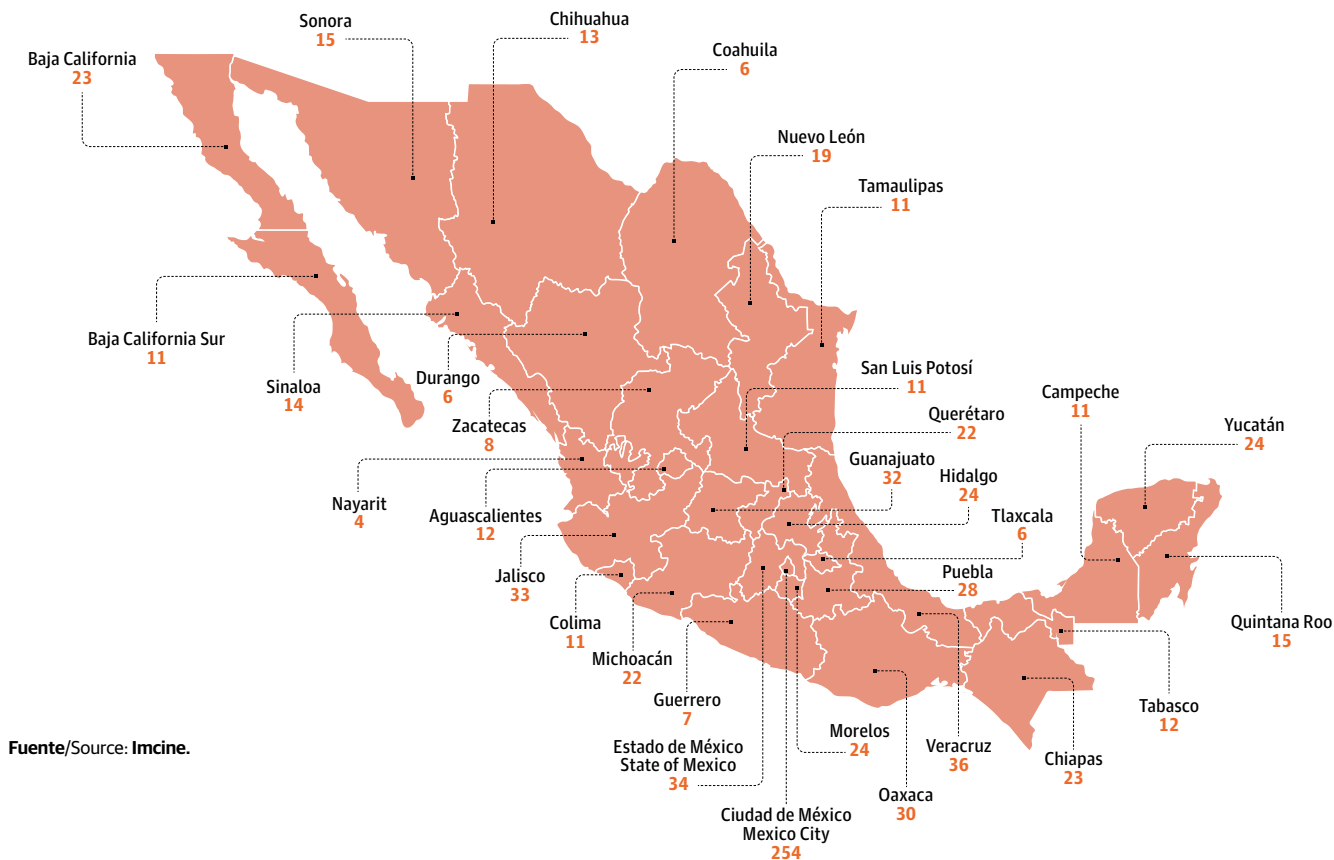 Sonora
15
Chihuahua
13
Coahuila
6
Baja California
23
Nuevo León
19
Tamaulipas
11
Baja California Sur
11
Sinaloa
14
Durango
6
Zacatecas
8
San Luis Potosí
11
Querétaro
22
Campeche
11
Yucatán
24
Guanajuato
32
Hidalgo
24
Nayarit
4
Aguascalientes
12
Tlaxcala
6
Jalisco
33
Puebla
28
Colima
11
Quintana Roo
15
Michoacán
22
Guerrero
7
Tabasco
12
Morelos
24
Veracruz
36
Chiapas
23
Estado de México
State of Mexico
34
Oaxaca
30
Ciudad de México
Mexico City
254
Fuente/Source: Imcine.